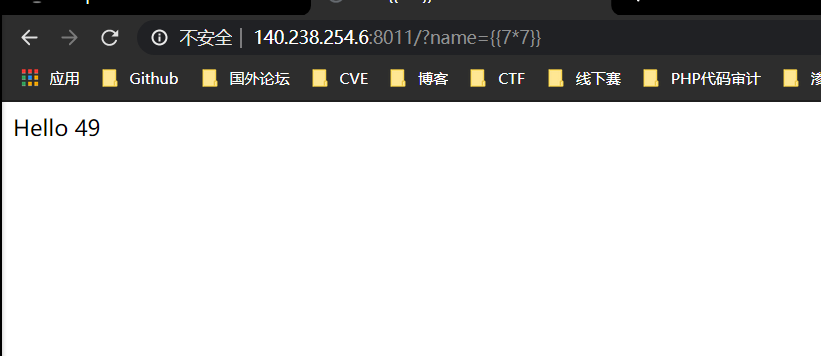 不安全 | 140.238.254.6:8011/?name={{7*7}}
应用 Github 国外论坛 CVE 博客 CTF 线下赛 PHP代码审计
Hello 49